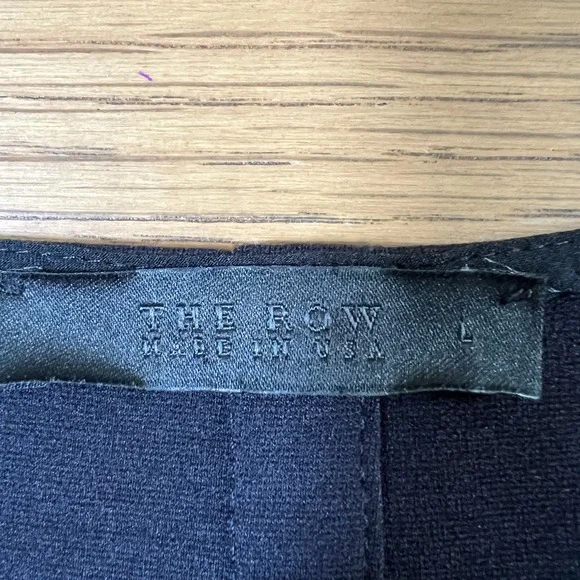 THE ROW
MADE IN USA
L